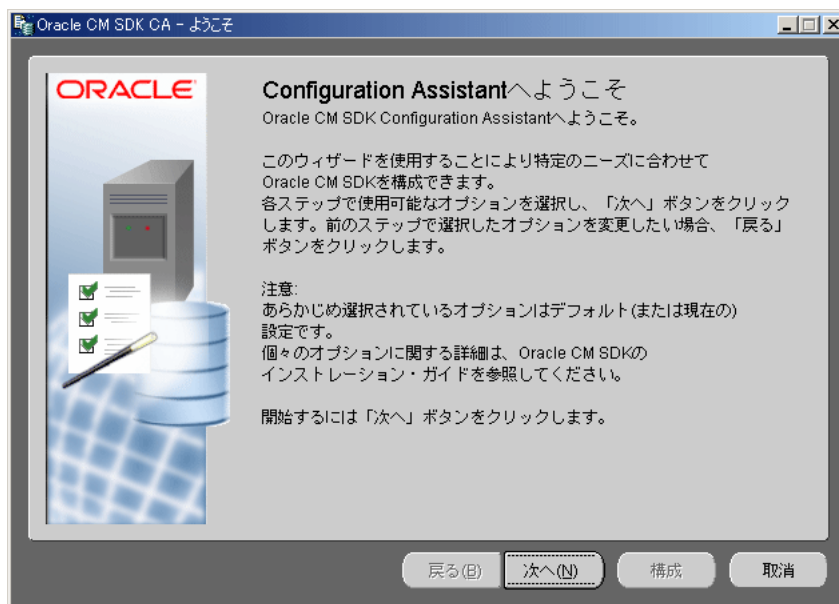 Oracle CM SDK CA - ようこそ
ORACLE
Configuration Assistantへようこそ
Oracle CM SDK Configuration Assistantへようこそ。
このウィザードを使用することにより特定のニーズに合わせて
Oracle CM SDKを構成できます。
各ステップで使用可能なオプションを選択し、「次へ」ボタンをクリック
します。前のステップで選択したオプションを変更したい場合、「戻る」
ボタンをクリックします。
注意:
あらかじめ選択されているオプションはデフォルト(または現在の)
設定です。
個々のオプションに関する詳細は、Oracle CM SDKの
インストレーション・ガイドを参照してください。
開始するには「次へ」ボタンをクリックします。
戻る(B)
次へ(N)
構成
取消